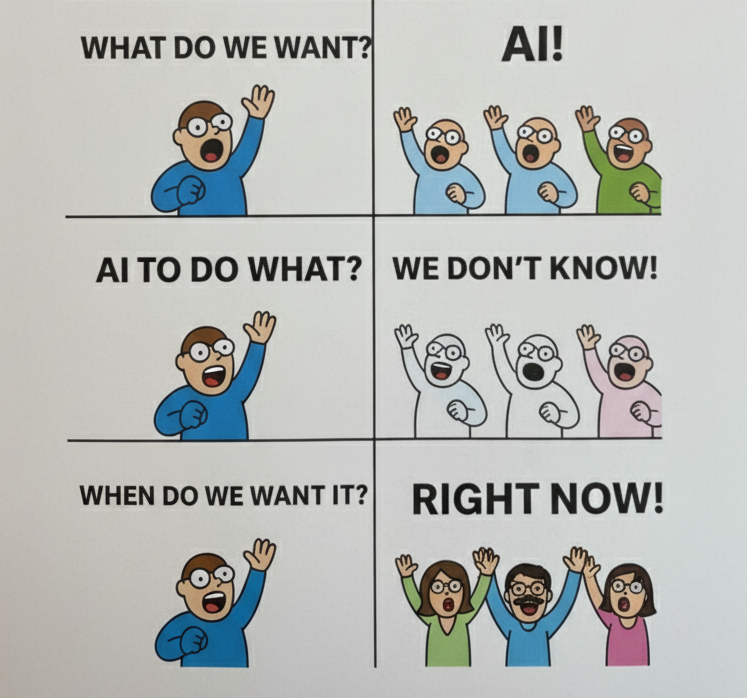 WHAT DO WE WANT?
AI!
AI TO DO WHAT?
WE DON'T KNOW!
WHEN DO WE WANT IT?
RIGHT NOW!